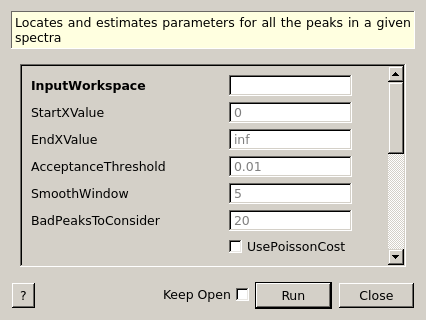 Locates and estimates parameters for all the peaks in a given
spectra
InputWorkspace
StartXValue 0
EndXValue inf
AcceptanceThreshold 0.01
SmoothWindow 5
BadPeaksToConsider 20
UsePoissonCost
? Keep Open Run Close